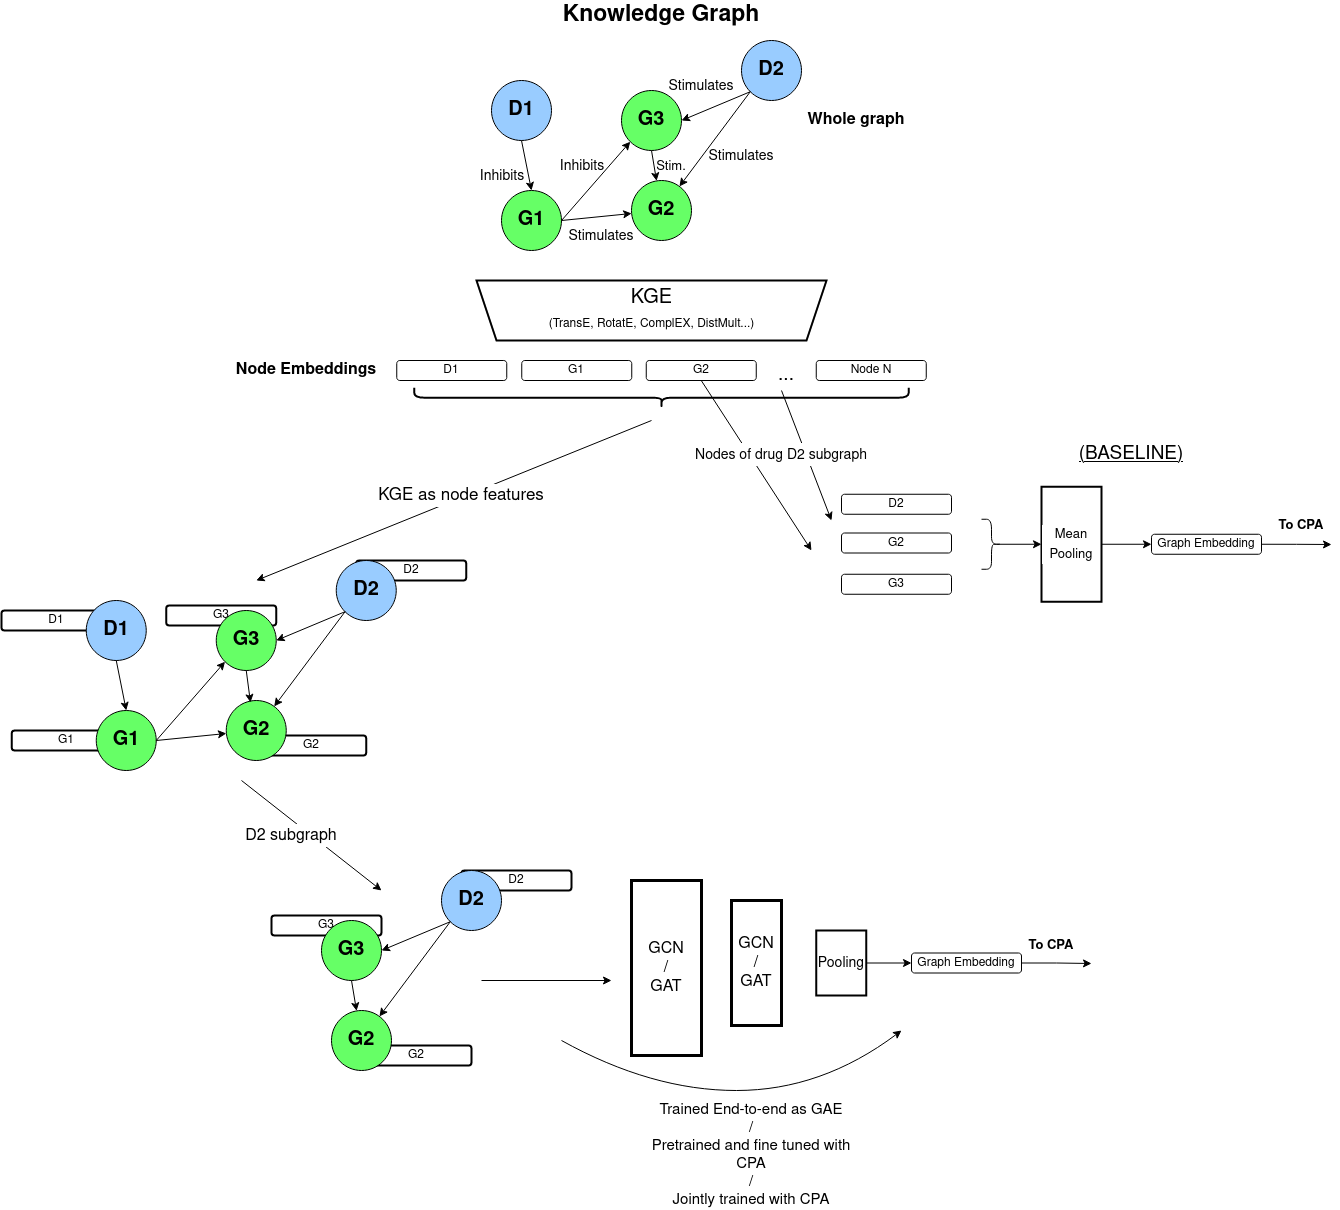 Knowledge Graph
D2
Stimulates
D1
G3
Whole graph
Stimulates
Inhibits
Stim.
Inhibits
G1
G2
Stimulates
KGE
(TransE, RotatE, ComplEX, DistMult...)
Node Embeddings
D1
G1
G2
...
Node N
Nodes of drug D2 subgraph
(BASELINE)
KGE as node features
D2
G2
G3
Mean
Pooling
Graph Embedding
To CPA
D2
D2
D1
D1
G3
G3
G1
G1
G2
G2
D2 subgraph
D2
D2
G3
G3
G2
G2
GCN
/
GAT
GCN
/
GAT
Pooling
Graph Embedding
To CPA
Trained End-to-end as GAE
/
Pretrained and fine tuned with
CPA
/
Jointly trained with CPA